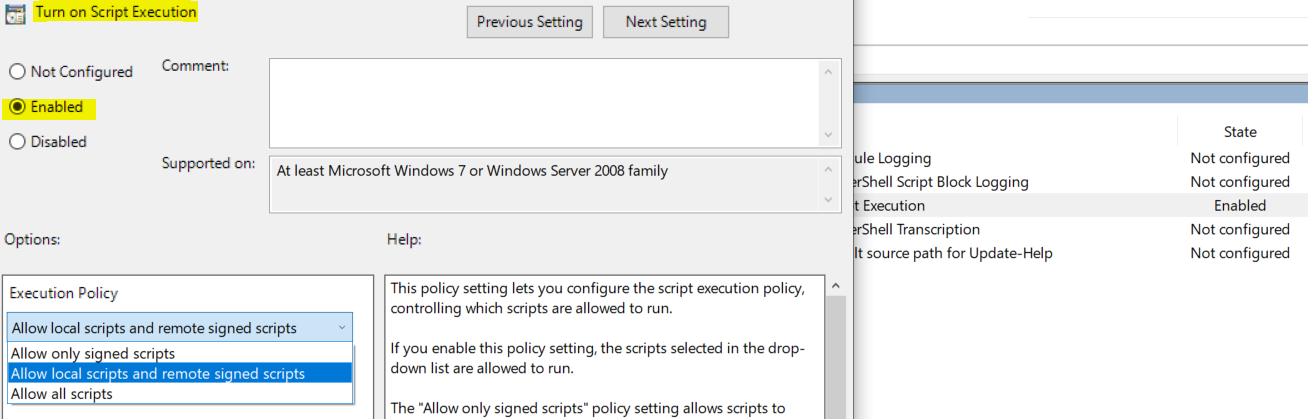 Turn on Script Execution
Previous Setting
Next Setting
Not Configured
Comment:
Enabled
Disabled
Supported on:
At least Microsoft Windows 7 or Windows Server 2008 family
Options:
Help:
Execution Policy
Allow local scripts and remote signed scripts
Allow only signed scripts
Allow local scripts and remote signed scripts
Allow all scripts
This policy setting lets you configure the script execution policy,
controlling which scripts are allowed to run.
If you enable this policy setting, the scripts selected in the drop-
down list are allowed to run.
The "Allow only signed scripts" policy setting allows scripts to
State
ule Logging Not configured
erShell Script Block Logging Not configured
t Execution Enabled
erShell Transcription Not configured
lt source path for Update-Help Not configured